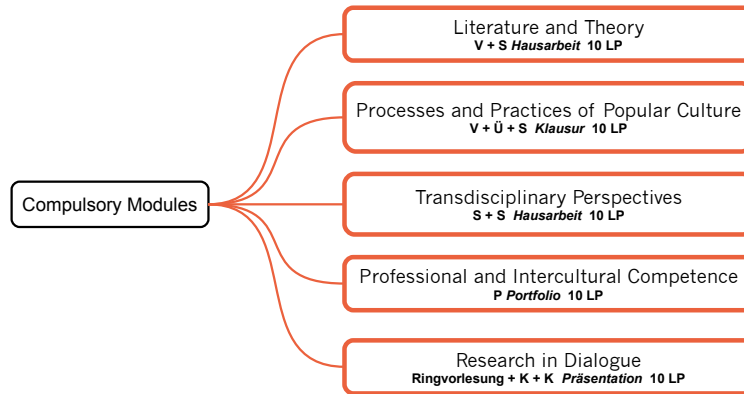 Literature and Theory
V + S Hausarbeit 10 LP
Processes and Practices of Popular Culture
V + Ü + S Klausur 10 LP
Compulsory Modules
Transdisciplinary Perspectives
S + S Hausarbeit 10 LP
Professional and Intercultural Competence
P Portfolio 10 LP
Research in Dialogue
Ringvorlesung + K + K Präsentation 10 LP